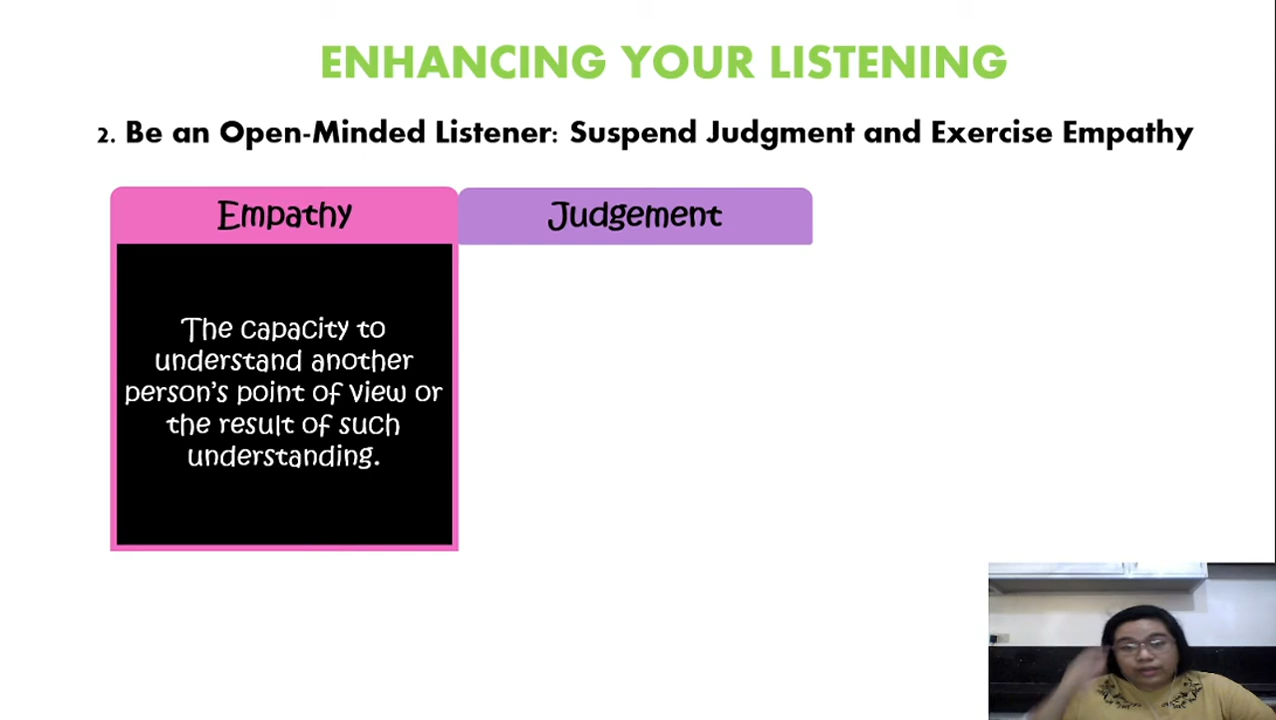 ENHANCING YOUR LISTENING
2. Be an Open-Minded Listener: Suspend Judgment and Exercise Empathy
Empathy
Judgement
The capacity to
understand another
person's point of view or
the result of such
understanding.